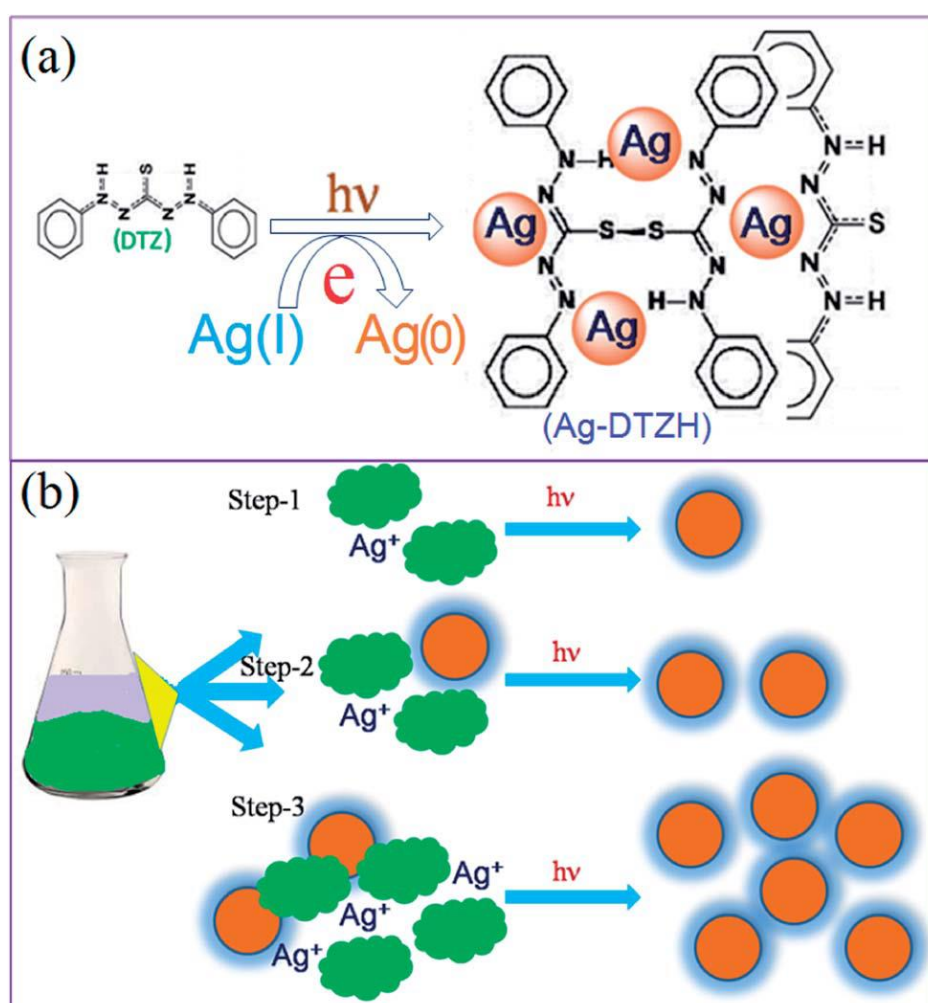 (a)
H
S
H
N
N
N
N
(DTZ)
hν
e
Ag(I)
Ag(0)
N
H
Ag
N
N
H
N
N
N
Ag
S
S
Ag
S
N
N
N
N
H
N
N
H
Ag
(Ag-DTZH)
(b)
Step-1
Ag+
hν
Step-2
Ag+
hν
Step-3
Ag+
Ag+
Ag+
hν